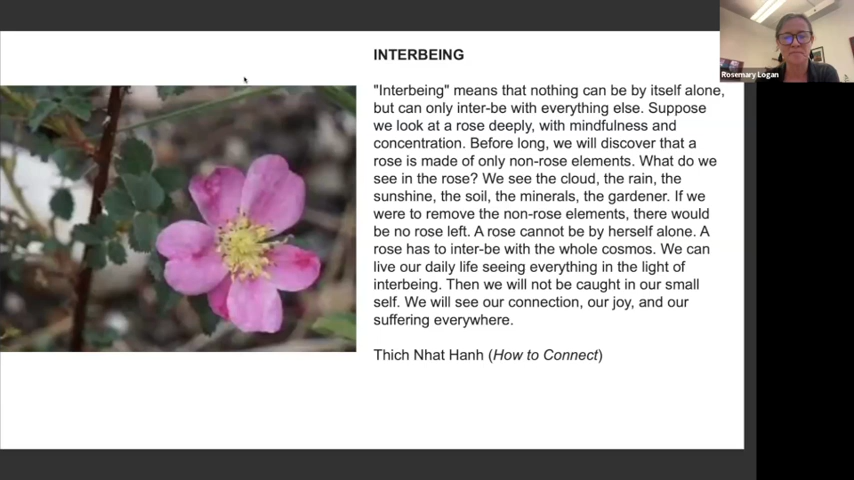 INTERBEING
"Interbeing" means that nothing can be by itself alone,
but can only inter-be with everything else. Suppose
we look at a rose deeply, with mindfulness and
concentration. Before long, we will discover that a
rose is made of only non-rose elements. What do we
see in the rose? We see the cloud, the rain, the
sunshine, the soil, the minerals, the gardener. If we
were to remove the non-rose elements, there would
be no rose left. A rose cannot be by herself alone. A
rose has to inter-be with the whole cosmos. We can
live our daily life seeing everything in the light of
interbeing. Then we will not be caught in our small
self. We will see our connection, our joy, and our
suffering everywhere.
Thich Nhat Hanh (How to Connect)
Rosemary Logan